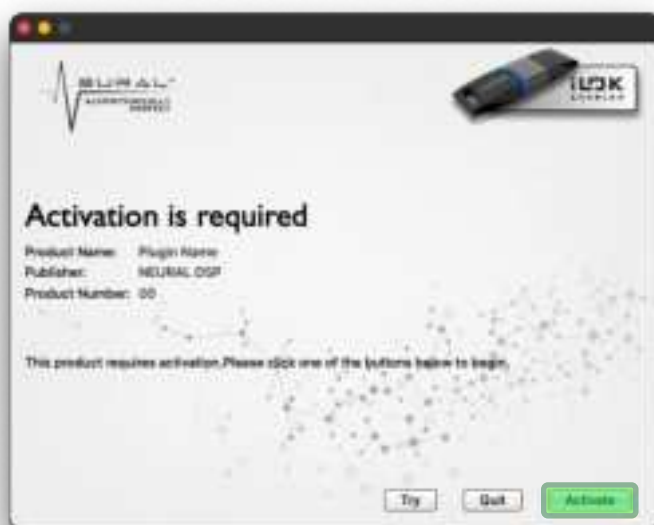 iLOK
Activation is required
Product Name: Plugin Name
Publisher: NEURAL DSP
Product Number: 00
This product requires activation.Please click one of the buttons below to begin.
Try
Quit
Activate